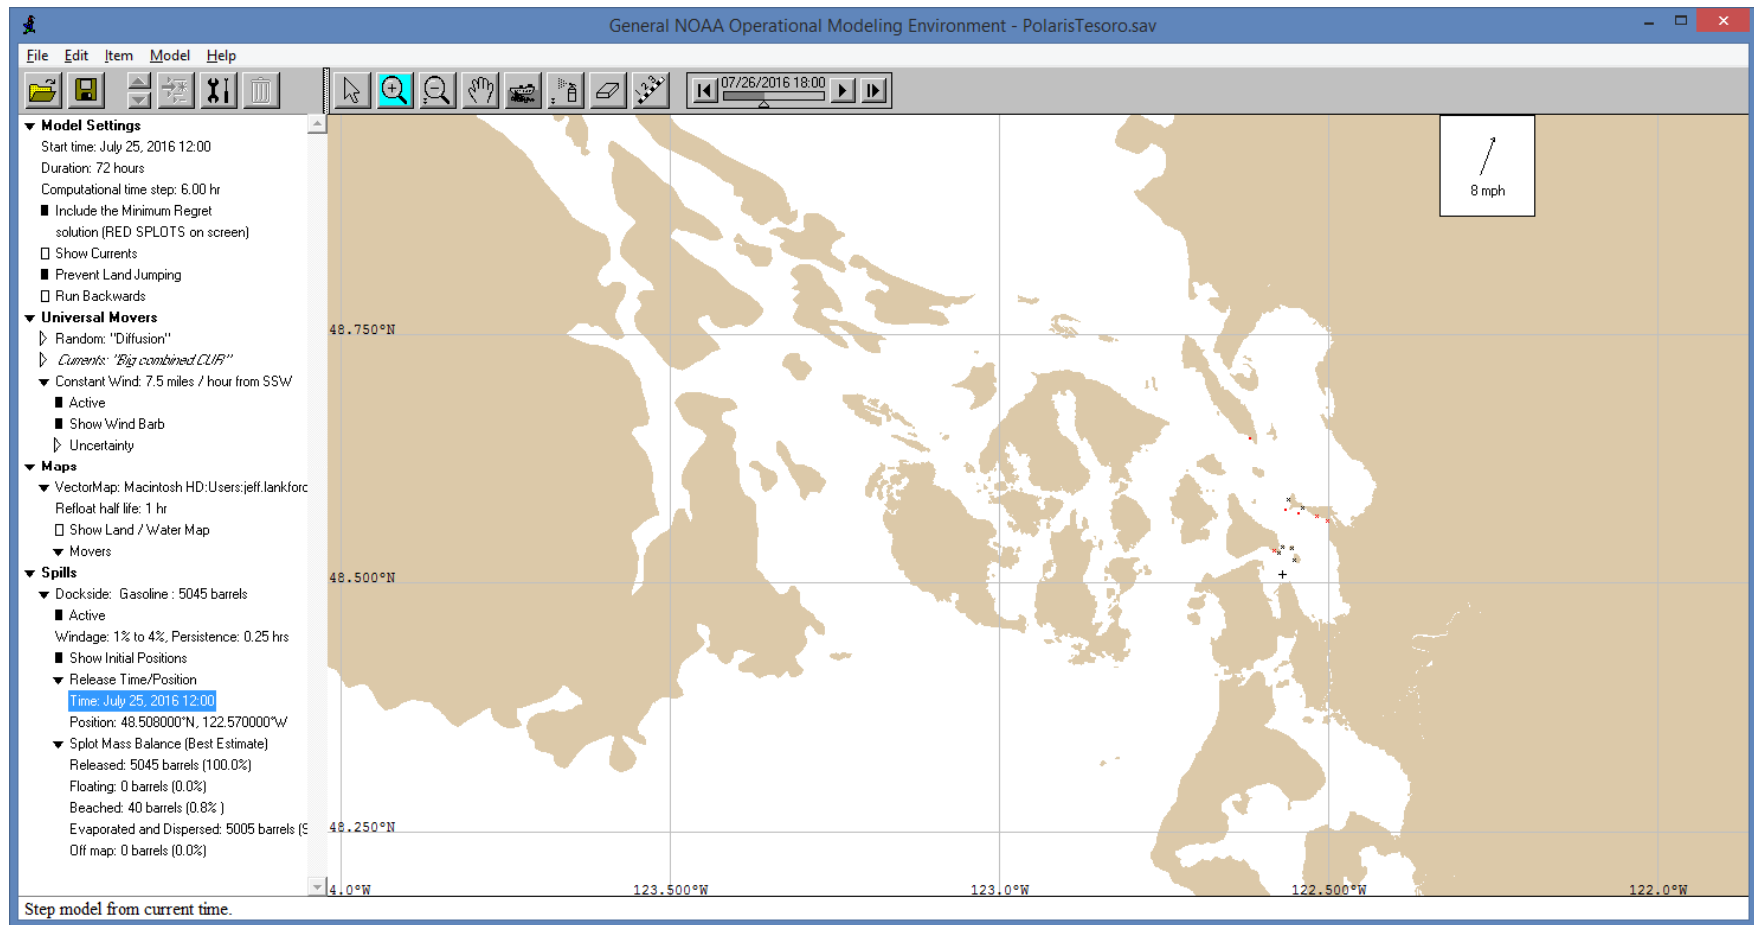 General NOAA Operational Modeling Environment - PolarisTesoro.sav
File Edit Item Model Help
07/26/2016 18:00
Model Settings
Start time: July 25, 2016 12:00
Duration: 72 hours
Computational time step: 6.00 hr
Include the Minimum Regret
solution (RED SPLOTS on screen)
Show Currents
Prevent Land Jumping
Run Backwards
Universal Movers
Random: "Diffusion"
Currents: "Big combined.CUR"
Constant Wind: 7.5 miles / hour from SSW
Active
Show Wind Barb
Uncertainty
Maps
VectorMap: Macintosh HD:Users:jeff.lankforc
Refloat half life: 1 hr
Show Land / Water Map
Movers
Spills
Dockside: Gasoline : 5045 barrels
Active
Windage: 1% to 4%, Persistence: 0.25 hrs
Show Initial Positions
Release Time/Position
Time: July 25, 2016 12:00
Position: 48.508000°N, 122.570000°W
Splot Mass Balance (Best Estimate)
Released: 5045 barrels (100.0%)
Floating: 0 barrels (0.0%)
Beached: 40 barrels (0.8% )
Evaporated and Dispersed: 5005 barrels (9
Off map: 0 barrels (0.0%)
8 mph
48.750°N
48.500°N
48.250°N
4.0°W 123.500°W 123.0°W 122.500°W 122.0°W
Step model from current time.